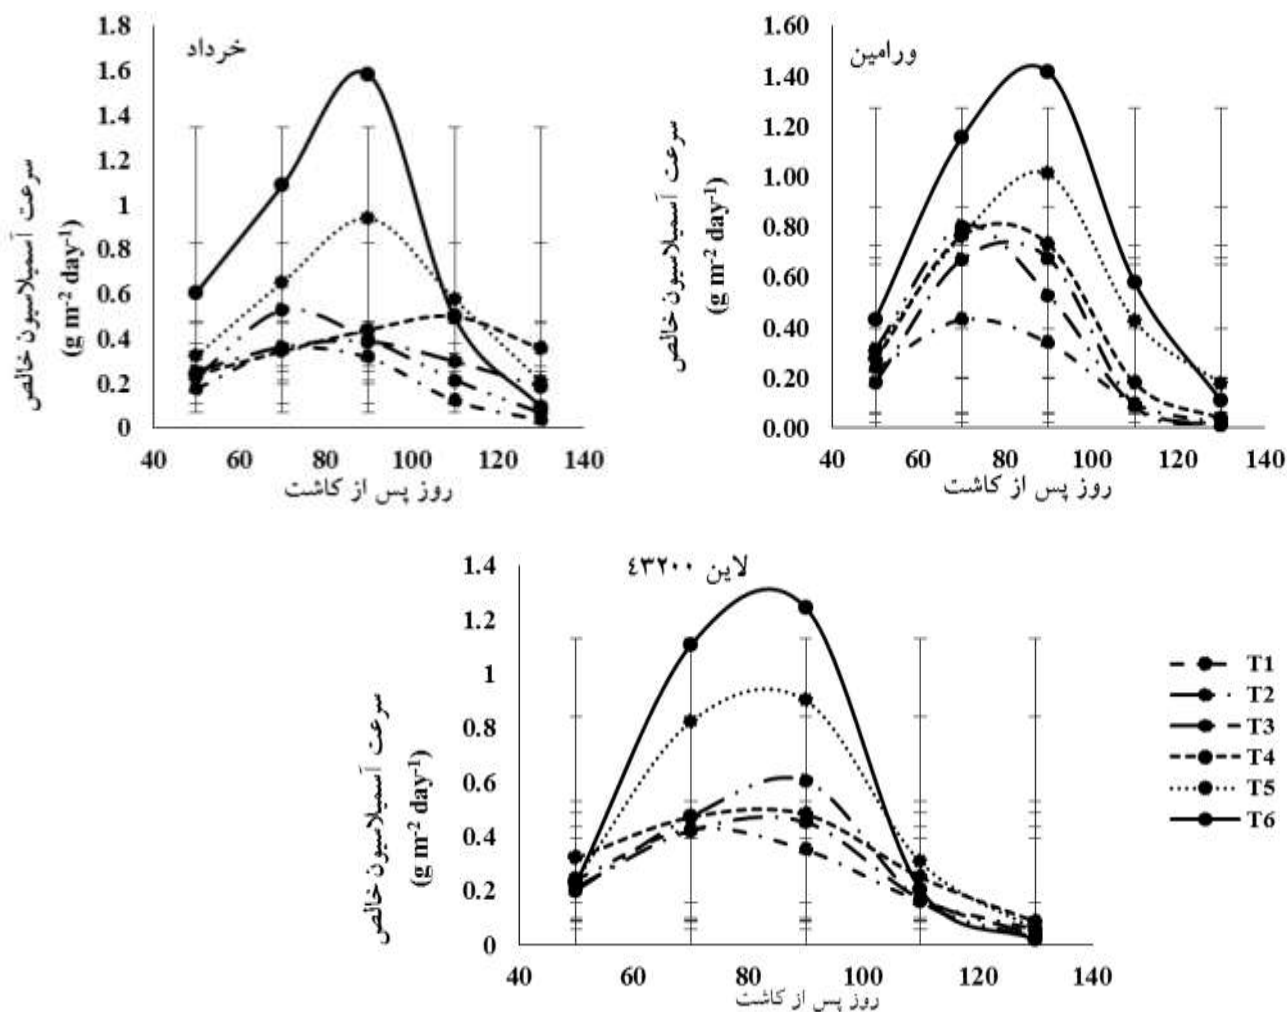 خرداد
سرعت آسمیلاسیون خالص
(g m-2 day-1)
1.8
1.6
1.4
1.2
1
0.8
0.6
0.4
0.2
0
40 60 80 100 120 140
روز پس از کاشت
ورامین
سرعت آسمیلاسیون خالص
(g m-2 day-1)
1.60
1.40
1.20
1.00
0.80
0.60
0.40
0.20
0.00
40 60 80 100 120 140
روز پس از کاشت
لاین ٤٣٢٠٠
سرعت آسمیلاسیون خالص
(g m-2 day-1)
1.4
1.2
1
0.8
0.6
0.4
0.2
0
40 60 80 100 120 140
روز پس از کاشت
T1
T2
T3
T4
T5
T6